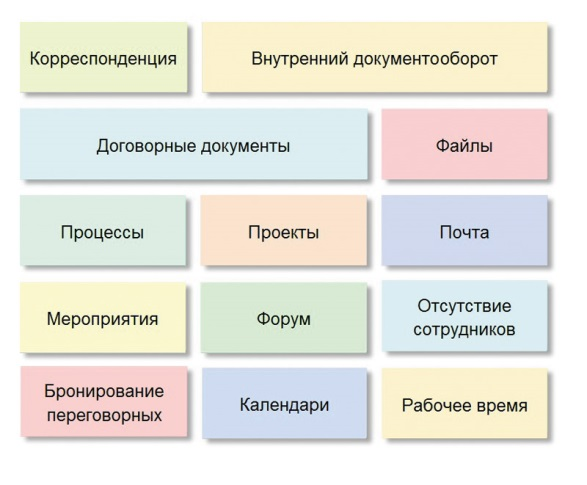 Корреспонденция
Внутренний документооборот
Договорные документы
Файлы
Процессы
Проекты
Почта
Мероприятия
Форум
Отсутствие
сотрудников
Бронирование
переговорных
Календари
Рабочее время